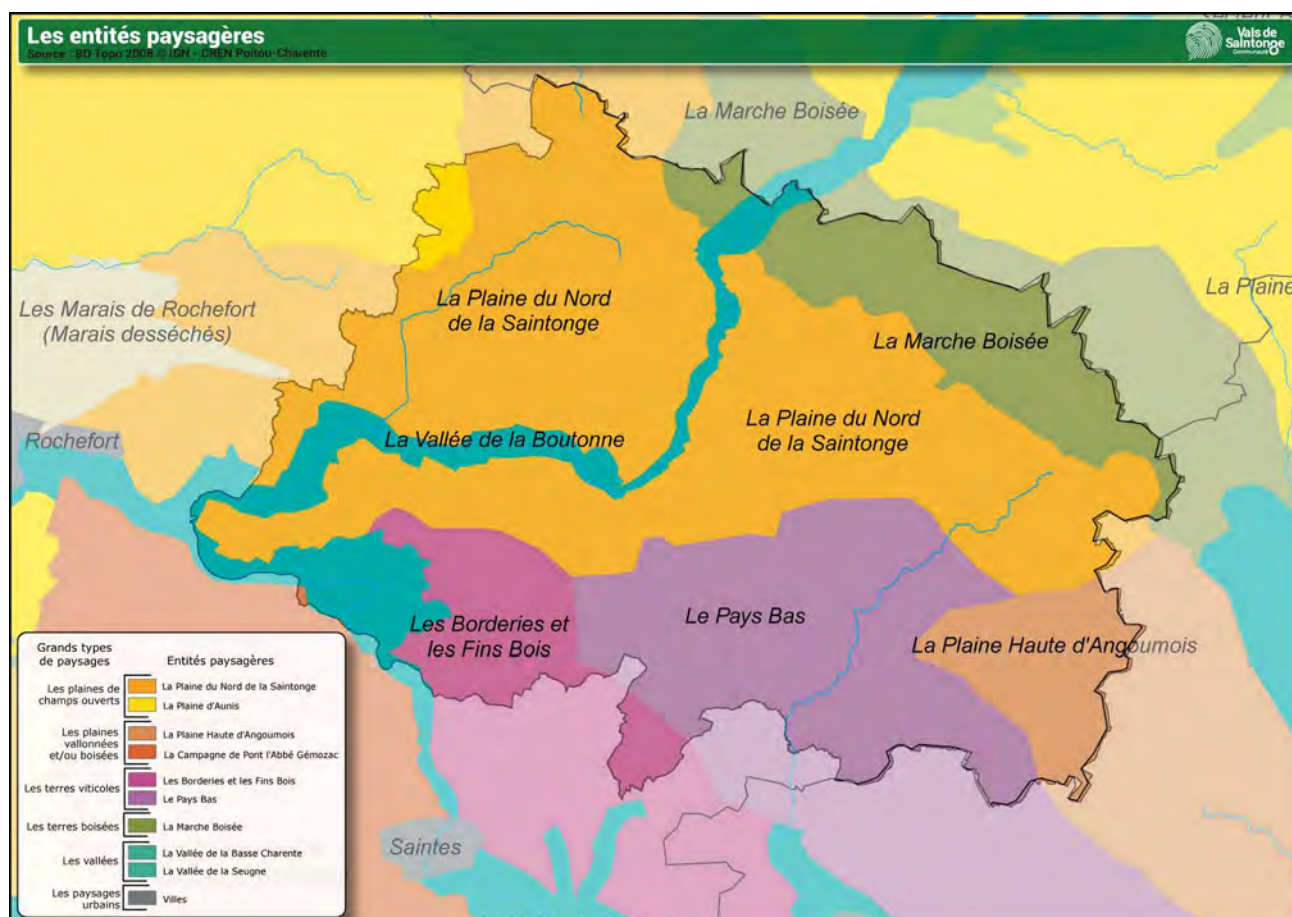 Les entités paysagères
Source : BD Topo 2008 © IGN - CREN Poitou-Charente
Vals de
Saintonge
Communauté
La Marche Boisée
La Plaine du Nord
de la Saintonge
Les Marais de Rochefort
(Marais desséchés)
La Plaine
La Marche Boisée
La Plaine du Nord
de la Saintonge
Rochefort
La Vallée de la Boutonne
Les Borderies et
les Fins Bois
Le Pays Bas
La Plaine Haute d'Angoumois
Saintes
Grands types
de paysages
Entités paysagères
Les plaines de
champs ouverts
La Plaine du Nord de la Saintonge
La Plaine d'Aunis
Les plaines
vallonnées
et/ou boisées
La Plaine Haute d'Angoumois
La Campagne de Pont l'Abbé Gémozac
Les terres viticoles
Les Borderies et les Fins Bois
Le Pays Bas
Les terres boisées
La Marche Boisée
Les vallées
La Vallée de la Basse Charente
La Vallée de la Seugne
Les paysages
urbains
Villes